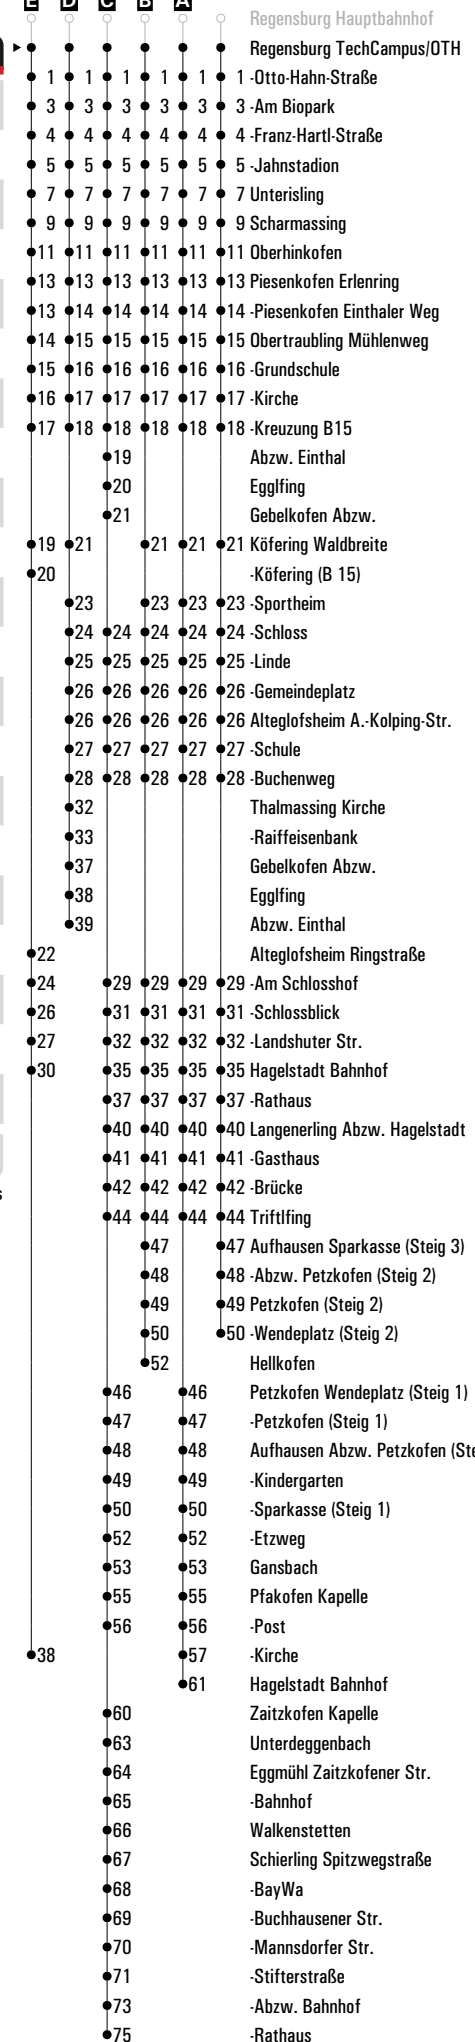 E D C B A
Regensburg Hauptbahnhof
Regensburg TechCampus/OTH
1 1 1 1 1 1 -Otto-Hahn-Straße
3 3 3 3 3 3 -Am Biopark
4 4 4 4 4 4 -Franz-Hartl-Straße
5 5 5 5 5 5 -Jahnstadion
7 7 7 7 7 7 Unterisling
9 9 9 9 9 9 Scharmassing
11 11 11 11 11 11 Oberhinkofen
13 13 13 13 13 13 Piesenkofen Erlenring
13 14 14 14 14 14 -Piesenkofen Einthaler Weg
14 15 15 15 15 15 Obertraubling Mühlenweg
15 16 16 16 16 16 -Grundschule
16 17 17 17 17 17 -Kirche
17 18 18 18 18 18 -Kreuzung B15
19 Abzw. Einthal
20 Egglfing
21 Gebelkofen Abzw.
19 21 21 21 21 Köfering Waldbreite
20 -Köfering (B 15)
23 23 23 23 -Sportheim
24 24 24 24 24 -Schloss
25 25 25 25 25 -Linde
26 26 26 26 26 -Gemeindeplatz
26 26 26 26 26 Alteglofsheim A.-Kolping-Str.
27 27 27 27 27 -Schule
28 28 28 28 28 -Buchenweg
32 Thalmassing Kirche
33 -Raiffeisenbank
37 Gebelkofen Abzw.
38 Egglfing
39 Abzw. Einthal
22 Alteglofsheim Ringstraße
24 29 29 29 29 -Am Schlosshof
26 31 31 31 31 -Schlossblick
27 32 32 32 32 -Landshuter Str.
30 35 35 35 35 Hagelstadt Bahnhof
37 37 37 37 -Rathaus
40 40 40 40 Langenerling Abzw. Hagelstadt
41 41 41 41 -Gasthaus
42 42 42 42 -Brücke
44 44 44 44 Triftlfing
47 47 Aufhausen Sparkasse (Steig 3)
48 48 -Abzw. Petzkofen (Steig 2)
49 49 Petzkofen (Steig 2)
50 50 -Wendeplatz (Steig 2)
52 Hellkofen
46 46 Petzkofen Wendeplatz (Steig 1)
47 47 -Petzkofen (Steig 1)
48 48 Aufhausen Abzw. Petzkofen (Ste
49 49 -Kindergarten
50 50 -Sparkasse (Steig 1)
52 52 -Etzweg
53 53 Gansbach
55 55 Pfakofen Kapelle
56 56 -Post
38 57 -Kirche
61 Hagelstadt Bahnhof
60 Zaitzkofen Kapelle
63 Unterdeggenbach
64 Eggmühl Zaitzkofener Str.
65 -Bahnhof
66 Walkenstetten
67 Schierling Spitzwegstraße
68 -BayWa
69 -Buchhausener Str.
70 -Mannsdorfer Str.
71 -Stifterstraße
73 -Abzw. Bahnhof
75 -Rathaus